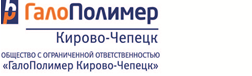 ГалоПолимер
Кирово-Чепецк
ОБЩЕСТВО С ОГРАНИЧЕННОЙ ОТВЕТСТВЕННОСТЬЮ
«ГалоПолимер Кирово-Чепецк»